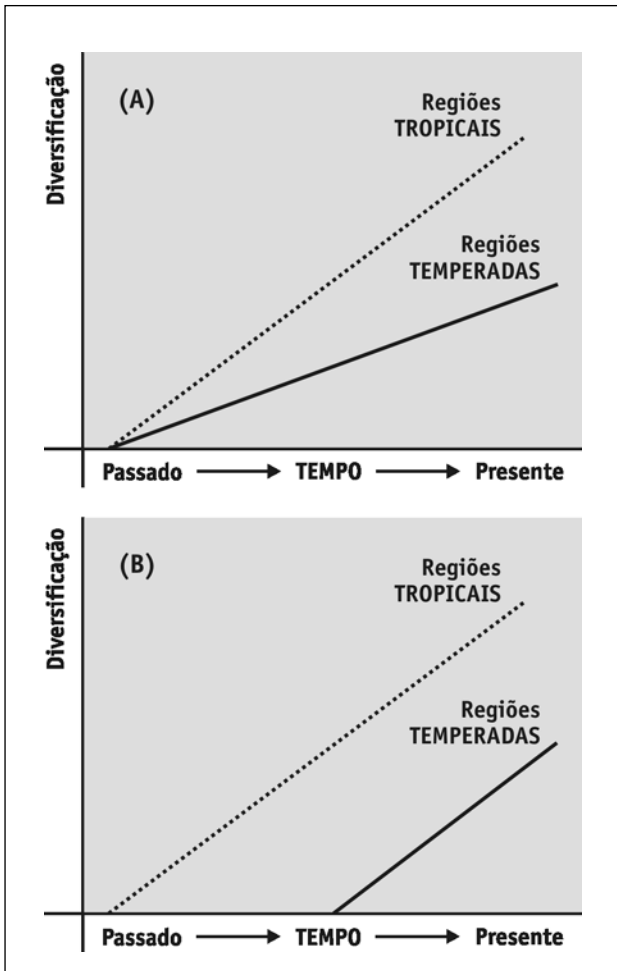 (A)
Diversificação
Regiões
TROPICAIS
Regiões
TEMPERADAS
Passado → TEMPO → Presente
(B)
Diversificação
Regiões
TROPICAIS
Regiões
TEMPERADAS
Passado → TEMPO → Presente